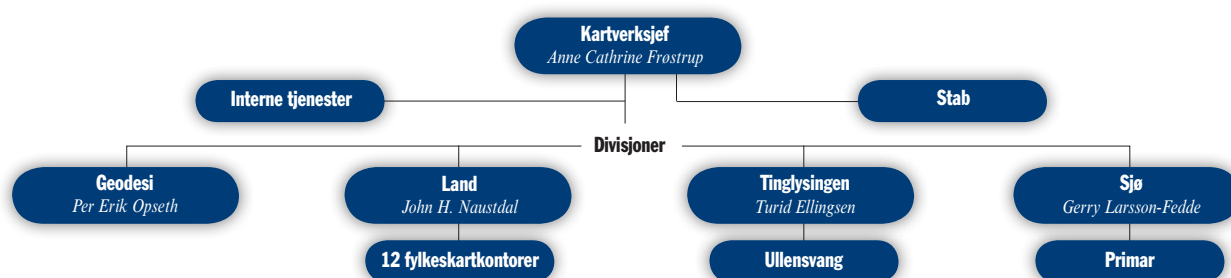 Kartverksjef
Anne Cathrine Frøstrup
Interne tjenester
Stab
Divisjoner
Geodesi
Per Erik Opseth
Land
John H. Naustdal
Tinglysingen
Turid Ellingsen
Sjø
Gerry Larsson-Fedde
12 fylkeskartkontorer
Ullensvang
Primar